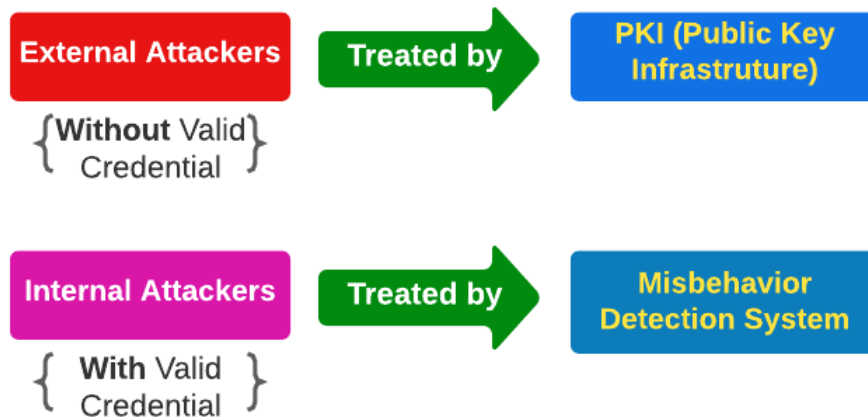 External Attackers
Treated by
PKI (Public Key
Infrastruture)
{Without Valid
Credential}
Internal Attackers
Treated by
Misbehavior
Detection System
{With Valid
Credential}